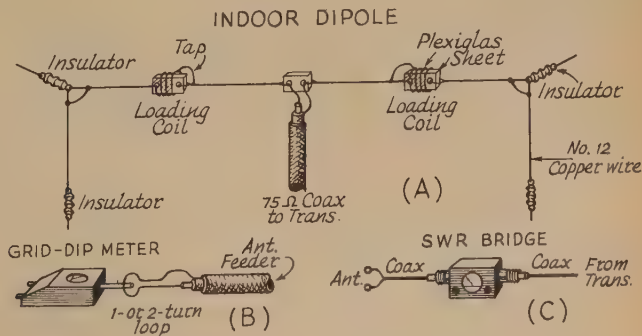 INDOOR DIPOLE
Insulator
Tap
Plexiglas
Sheet
Loading
Coil
Loading
Coil
Insulator
No. 12
Copper wire
Insulator
75 Ω Coax
to Trans.
(A)
GRID-DIP METER
Ant.
Feeder
1-or 2-turn
loop
(B)
SWR BRIDGE
Ant.
Coax
Coax
From
Trans.
(C)